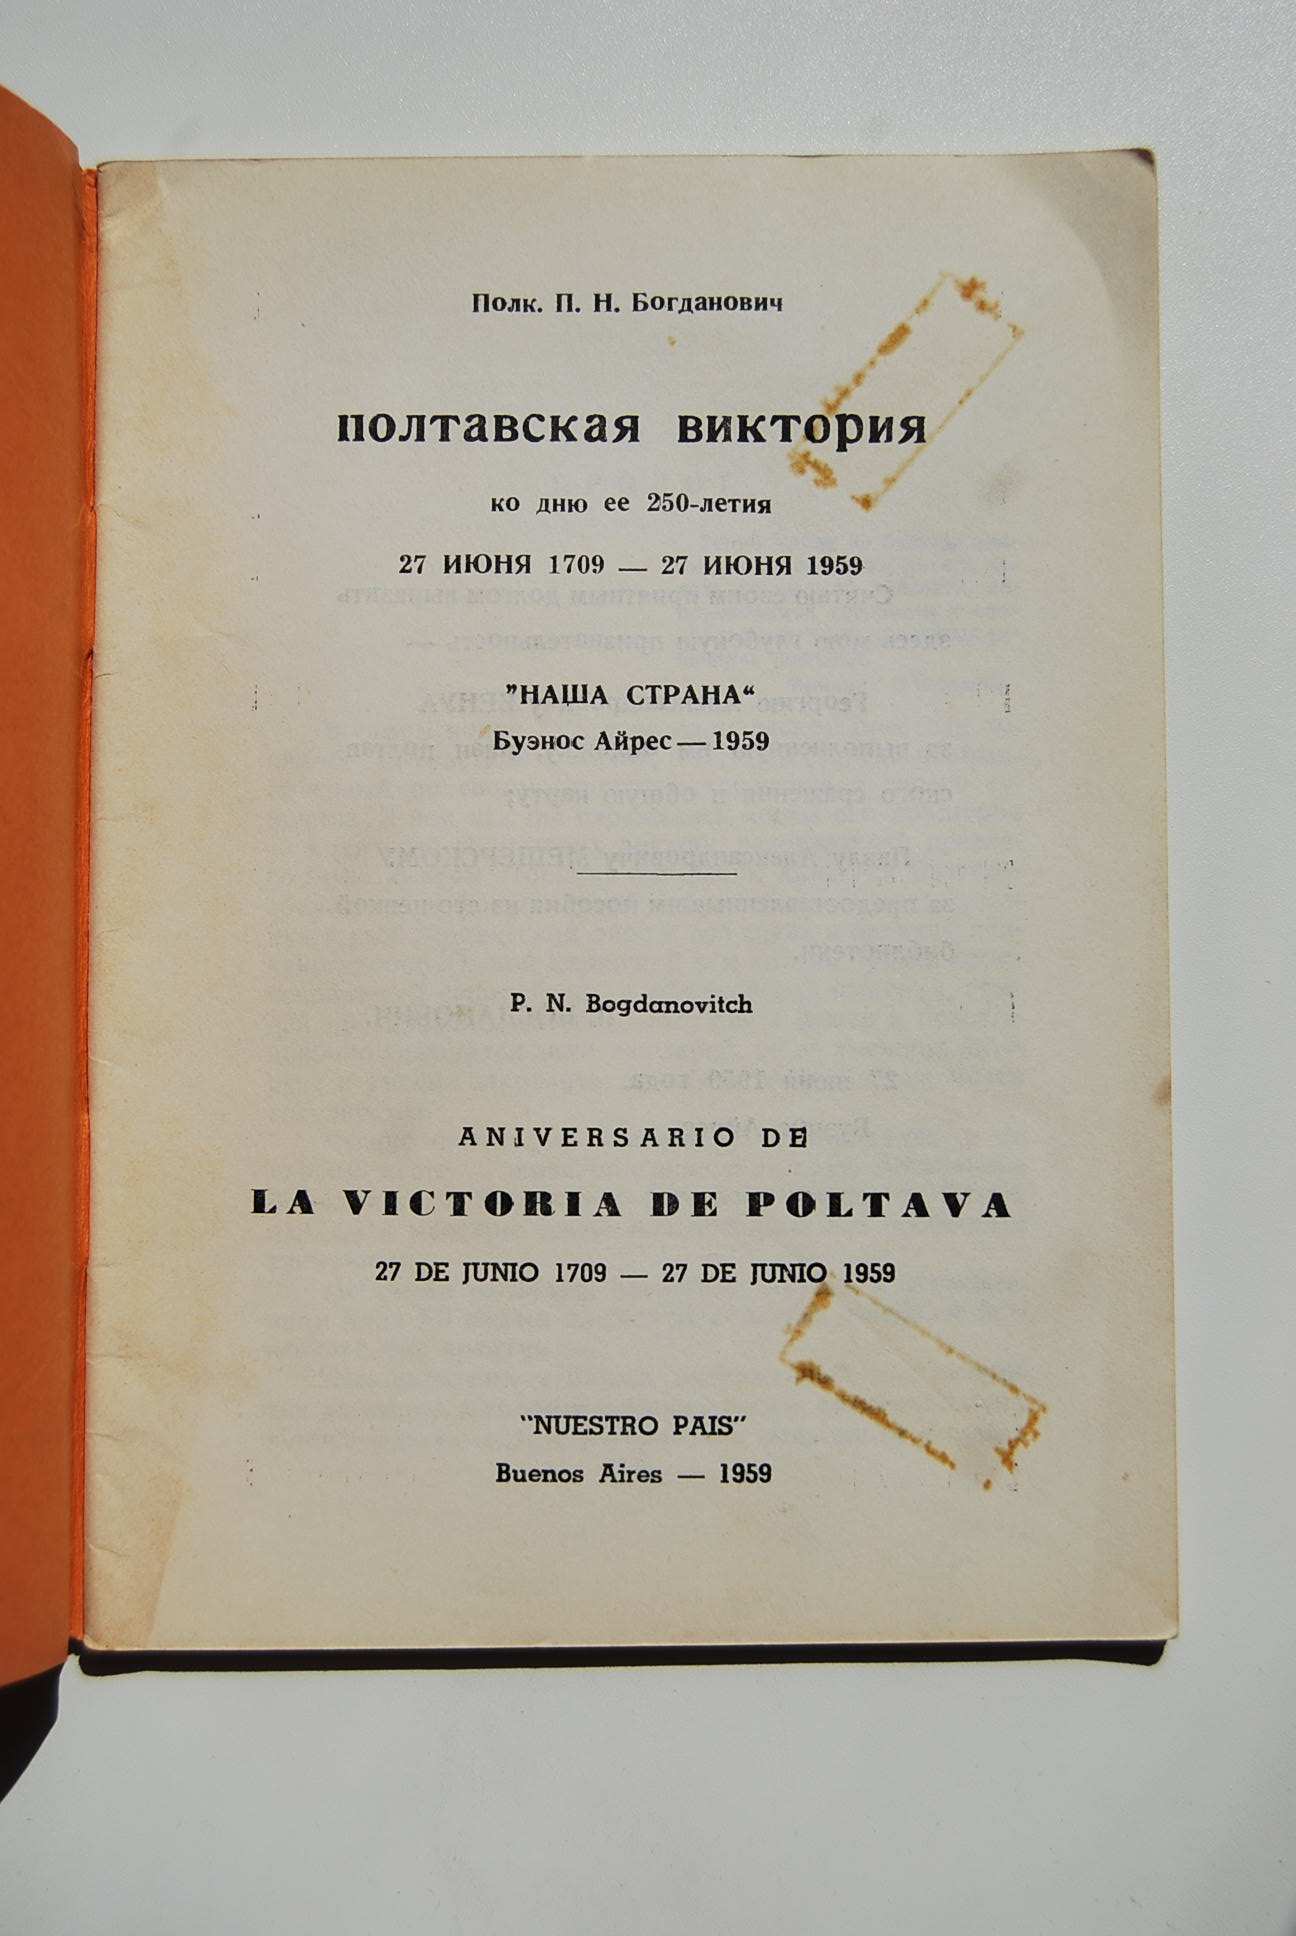 Полк. П. Н. Богданович
полтавская виктория
ко дню ее 250-летия
27 ИЮНЯ 1709 — 27 ИЮНЯ 1959
”НАША СТРАНА“
Буэнос Айрес — 1959
P. N. Bogdanovitch
ANIVERSARIO DE
LA VICTORIA DE POLTAVA
27 DE JUNIO 1709 — 27 DE JUNIO 1959
"NUESTRO PAIS"
Buenos Aires — 1959